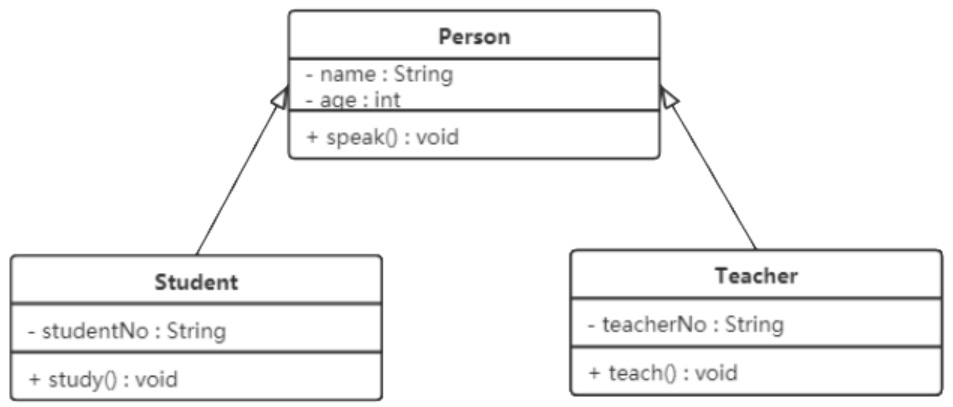 Person
- name : String
- age : int
+ speak() : void
Student
- studentNo : String
+ study() : void
Teacher
- teacherNo : String
+ teach() : void